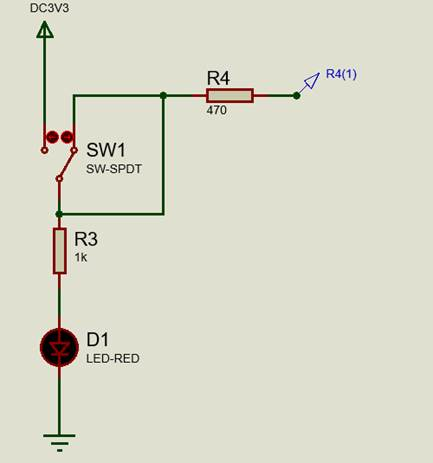 DC3V3
R4
470
R4(1)
SW1
SW-SPDT
R3
1k
D1
LED-RED